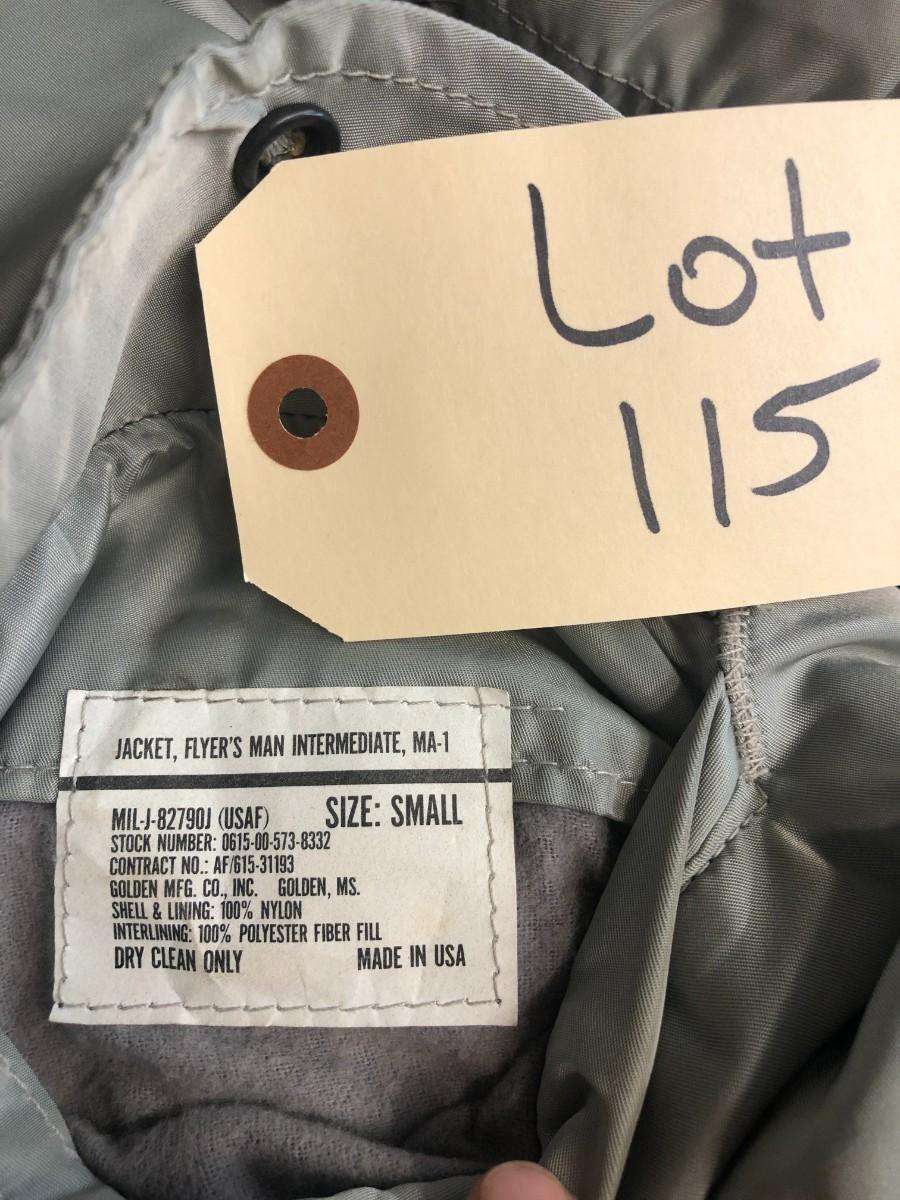 Lot
115
JACKET, FLYER'S MAN INTERMEDIATE, MA-1
MIL-J-82790J (USAF) SIZE: SMALL
STOCK NUMBER: 0615-00-573-8332
CONTRACT NO.: AF/615-31193
GOLDEN MFG. CO., INC. GOLDEN, MS.
SHELL & LINING: 100% NYLON
INTERLINING: 100% POLYESTER FIBER FILL
DRY CLEAN ONLY MADE IN USA